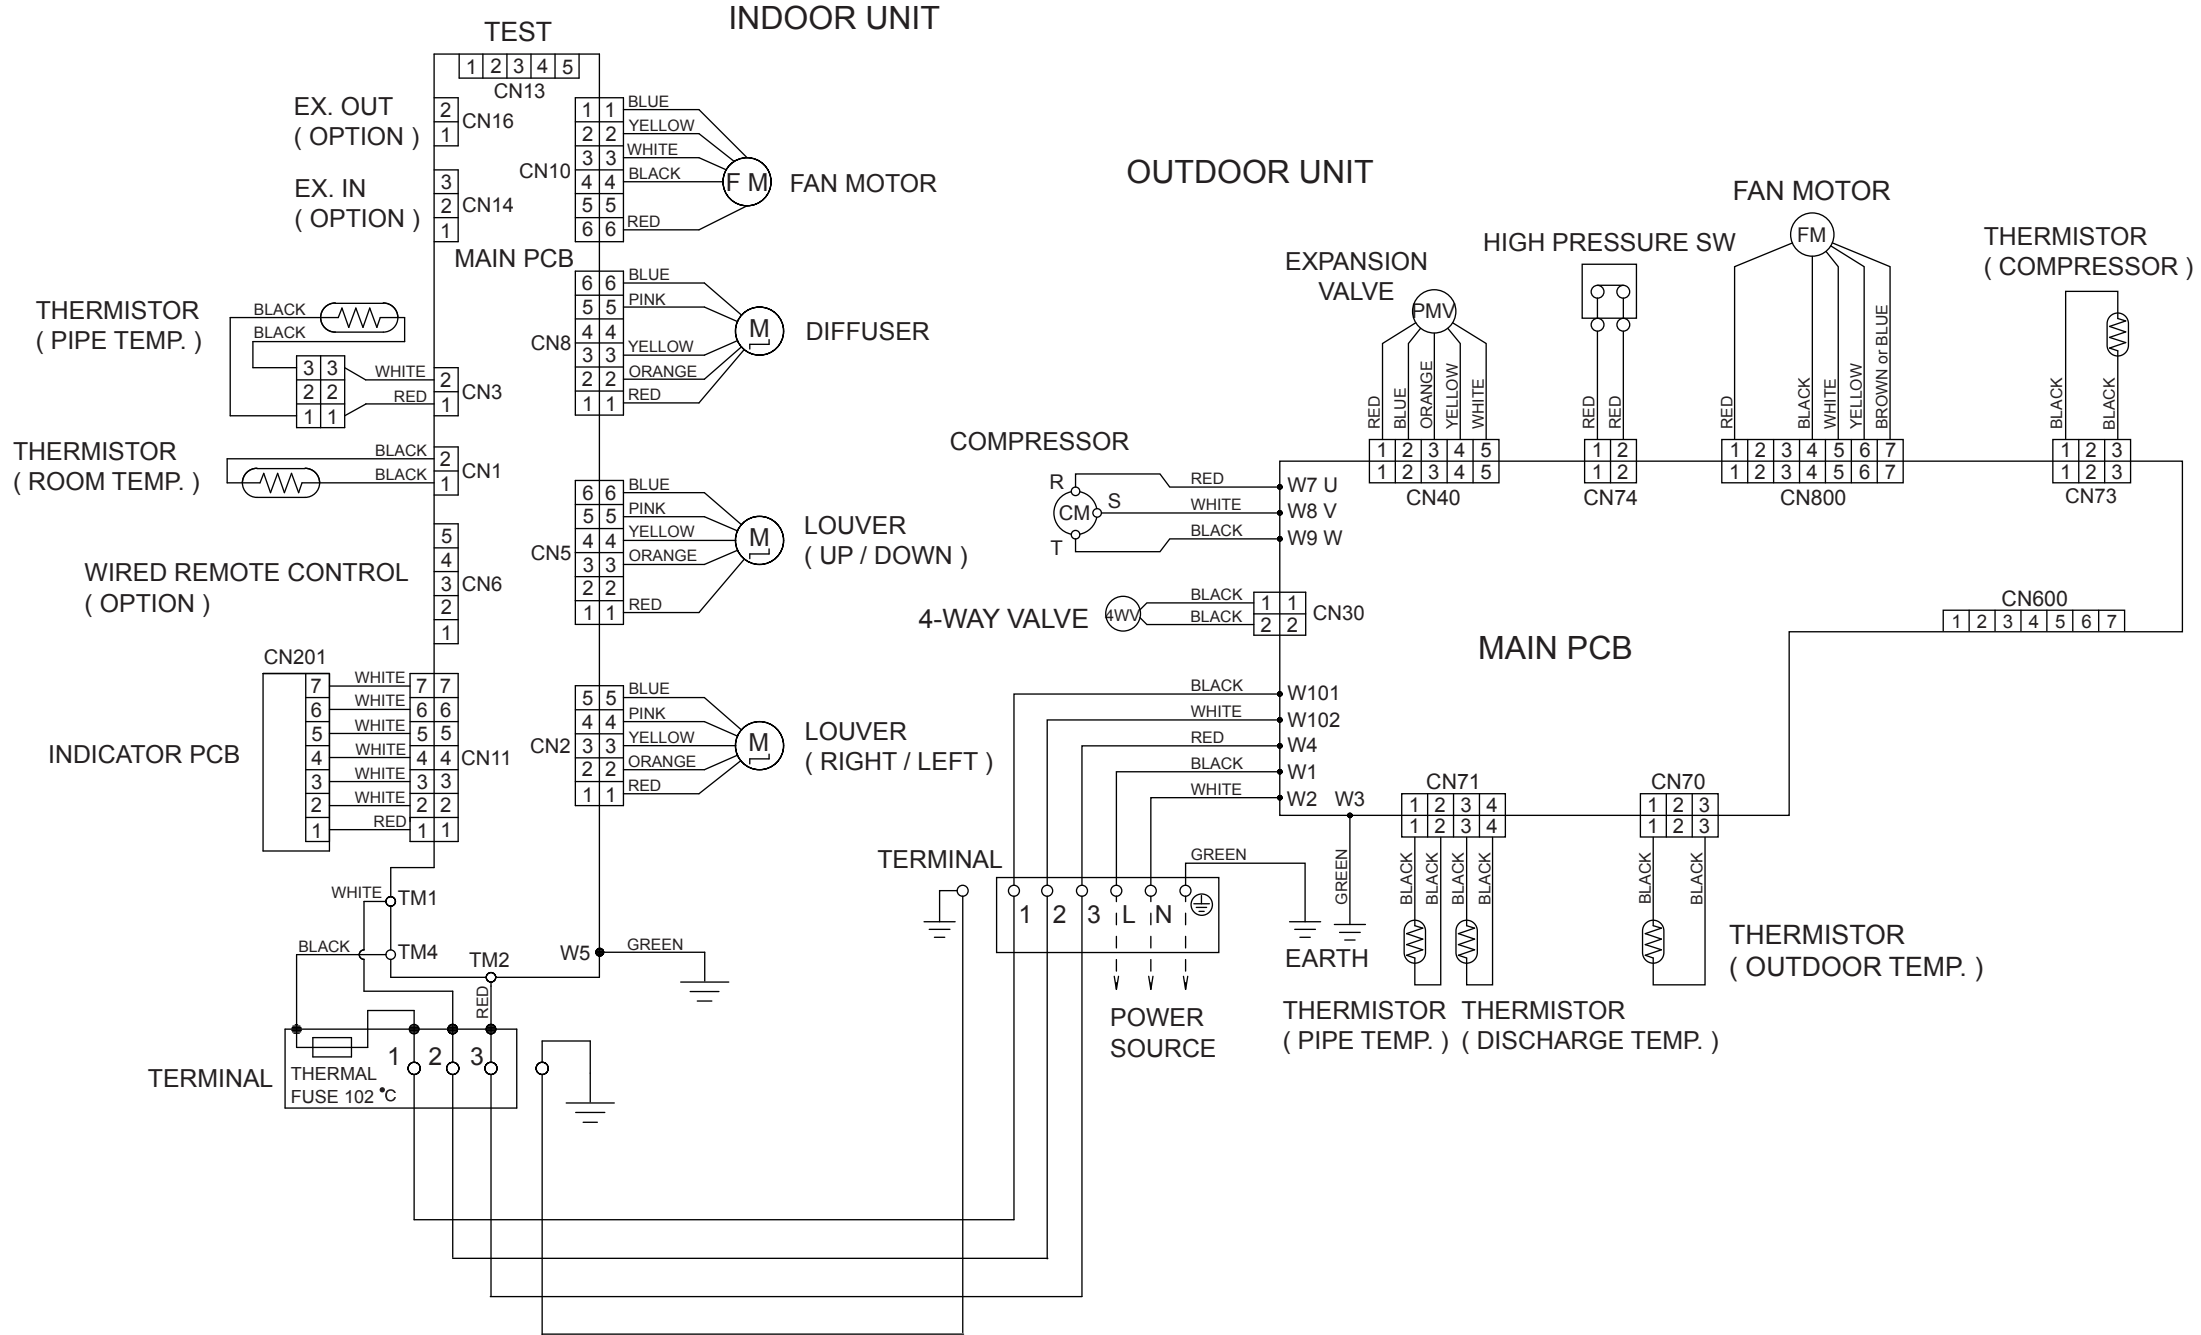 INDOOR UNIT
TEST
1 2 3 4 5
CN13
EX. OUT
( OPTION )
2
1
CN16
EX. IN
( OPTION )
3
2
1
CN14
MAIN PCB
CN10
1 1 BLUE
2 2 YELLOW
3 3 WHITE
4 4 BLACK
5 5
6 6 RED
F M
FAN MOTOR
CN8
6 6 BLUE
5 5 PINK
4 4
3 3 YELLOW
2 2 ORANGE
1 1 RED
M
DIFFUSER
THERMISTOR
( PIPE TEMP. )
BLACK
BLACK
3 3
2 2
1 1
WHITE 2
RED 1
CN3
THERMISTOR
( ROOM TEMP. )
BLACK 2
BLACK 1
CN1
CN5
6 6 BLUE
5 5 PINK
4 4 YELLOW
3 3 ORANGE
2 2
1 1 RED
M
LOUVER
( UP / DOWN )
WIRED REMOTE CONTROL
( OPTION )
5
4
3
2
1
CN6
CN201
INDICATOR PCB
7 WHITE 7 7
6 WHITE 6 6
5 WHITE 5 5
4 WHITE 4 4
3 WHITE 3 3
2 WHITE 2 2
1 RED 1 1
CN11
CN2
5 5 BLUE
4 4 PINK
3 3 YELLOW
2 2 ORANGE
1 1 RED
M
LOUVER
( RIGHT / LEFT )
WHITE TM1
BLACK TM4
TM2
RED
W5 GREEN
TERMINAL
1 2 3
THERMAL
FUSE 102 °C
OUTDOOR UNIT
EXPANSION
VALVE
PMV
RED
BLUE
ORANGE
YELLOW
WHITE
1 2 3 4 5
1 2 3 4 5
CN40
HIGH PRESSURE SW
RED
RED
1 2
1 2
CN74
FAN MOTOR
FM
RED
BLACK
WHITE
YELLOW
BROWN or BLUE
1 2 3 4 5 6 7
1 2 3 4 5 6 7
CN800
THERMISTOR
( COMPRESSOR )
BLACK
BLACK
1 2 3
1 2 3
CN73
COMPRESSOR
R
S
T
CM
RED W7 U
WHITE W8 V
BLACK W9 W
4-WAY VALVE
4WV
BLACK 1 1
BLACK 2 2
CN30
CN600
1 2 3 4 5 6 7
MAIN PCB
BLACK W101
WHITE W102
RED W4
BLACK W1
WHITE W2
W3
GREEN
TERMINAL
1 2 3 L N
GREEN
EARTH
POWER
SOURCE
CN71
1 2 3 4
1 2 3 4
BLACK
BLACK
BLACK
BLACK
THERMISTOR
( PIPE TEMP. )
THERMISTOR
( DISCHARGE TEMP. )
CN70
1 2 3
1 2 3
BLACK
BLACK
THERMISTOR
( OUTDOOR TEMP. )